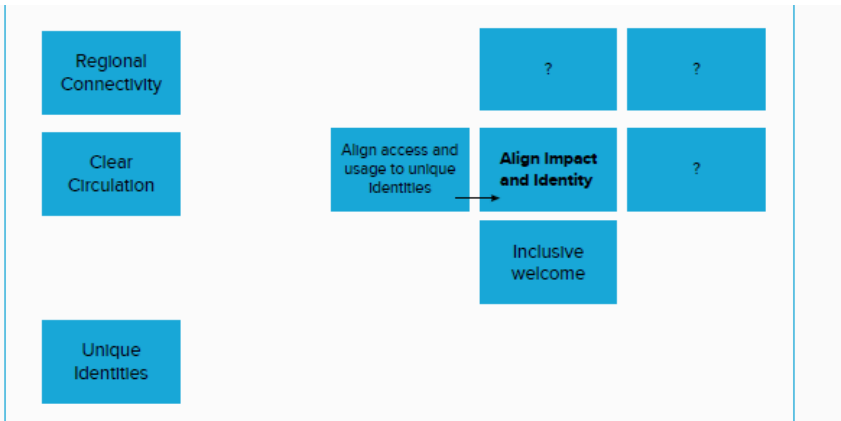 Regional
Connectivity
?
?
Clear
Circulation
Align access and
usage to unique
identities
Align Impact
and Identity
?
Inclusive
welcome
Unique
Identities